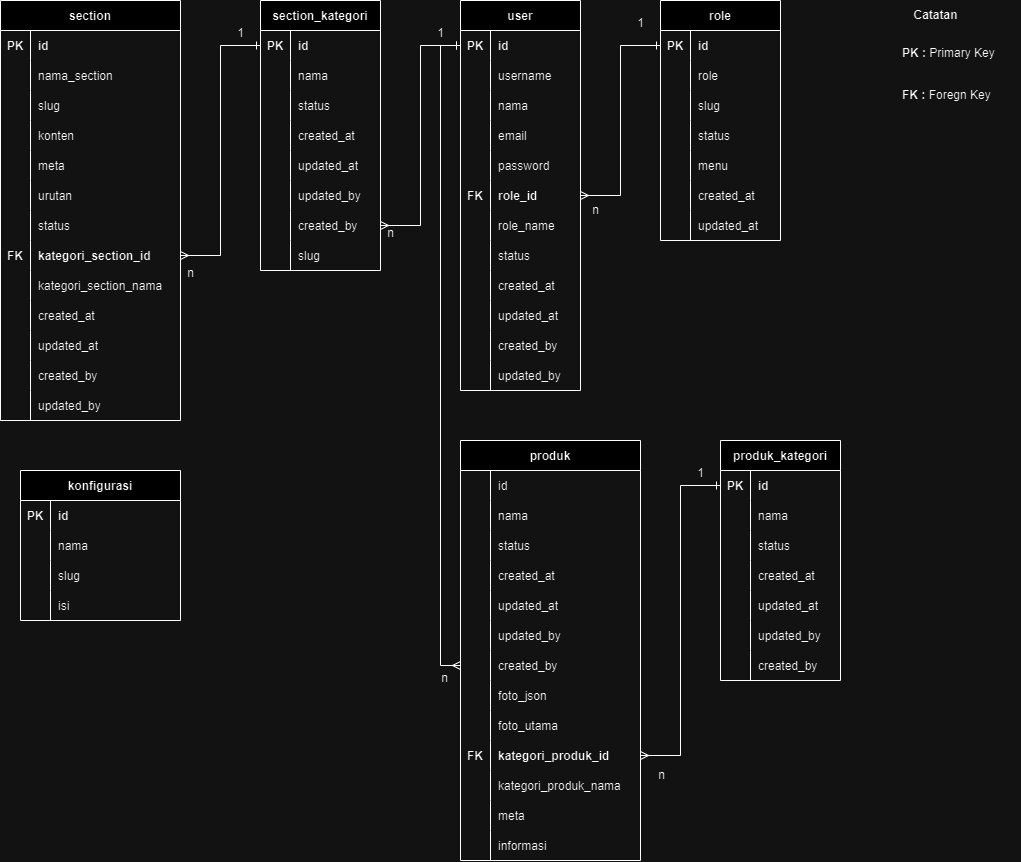 section
PK id
nama_section
slug
konten
meta
urutan
status
FK kategori_section_id
kategori_section_nama
created_at
updated_at
created_by
updated_by
1
n
section_kategori
PK id
nama
status
created_at
updated_at
updated_by
created_by
slug
1
n
user
PK id
username
nama
email
password
FK role_id
role_name
status
created_at
updated_at
created_by
updated_by
1
n
role
PK id
role
slug
status
menu
created_at
updated_at
Catatan
PK : Primary Key
FK : Foregn Key
konfigurasi
PK id
nama
slug
isi
n
produk
id
nama
status
created_at
updated_at
updated_by
created_by
foto_json
foto_utama
FK kategori_produk_id
kategori_produk_nama
meta
informasi
1
n
produk_kategori
PK id
nama
status
created_at
updated_at
updated_by
created_by